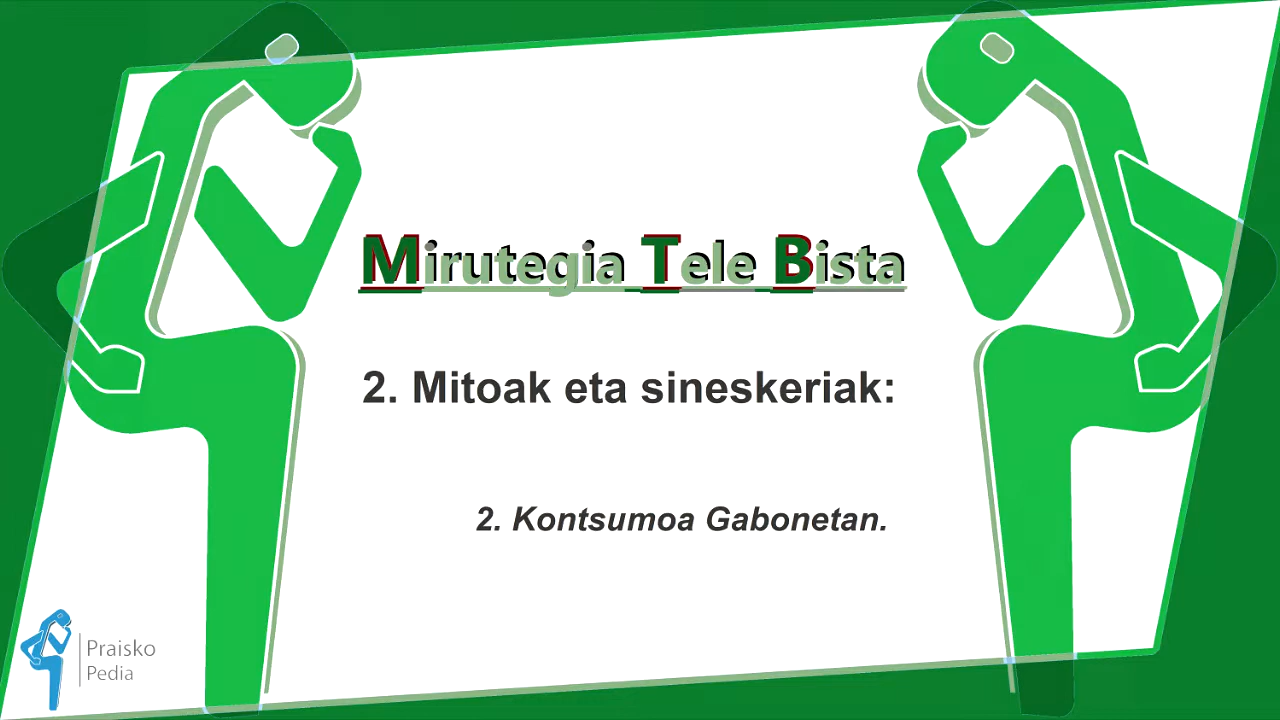 Mirutegia Tele Bista
2. Mitoak eta sineskeriak:
2. Kontsumoa Gabonetan.
Praisko
Pedia